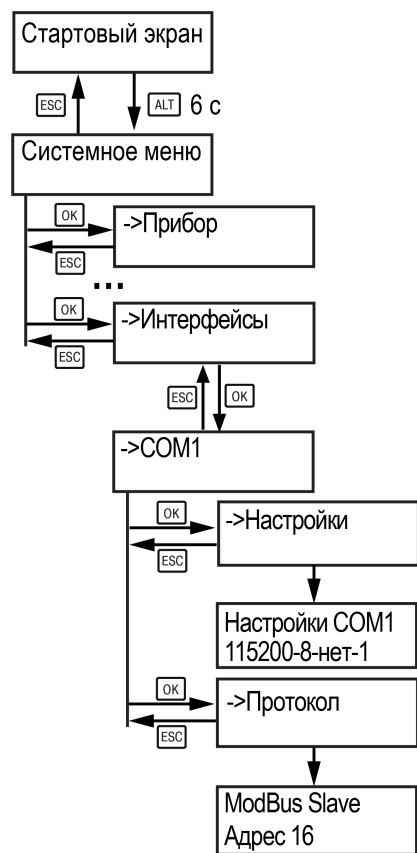 Стартовый экран
ESC
ALT 6 с
Системное меню
OK
->Прибор
ESC
...
OK
->Интерфейсы
ESC
ESC
OK
->COM1
OK
->Настройки
ESC
Настройки COM1
115200-8-нет-1
OK
->Протокол
ESC
ModBus Slave
Адрес 16